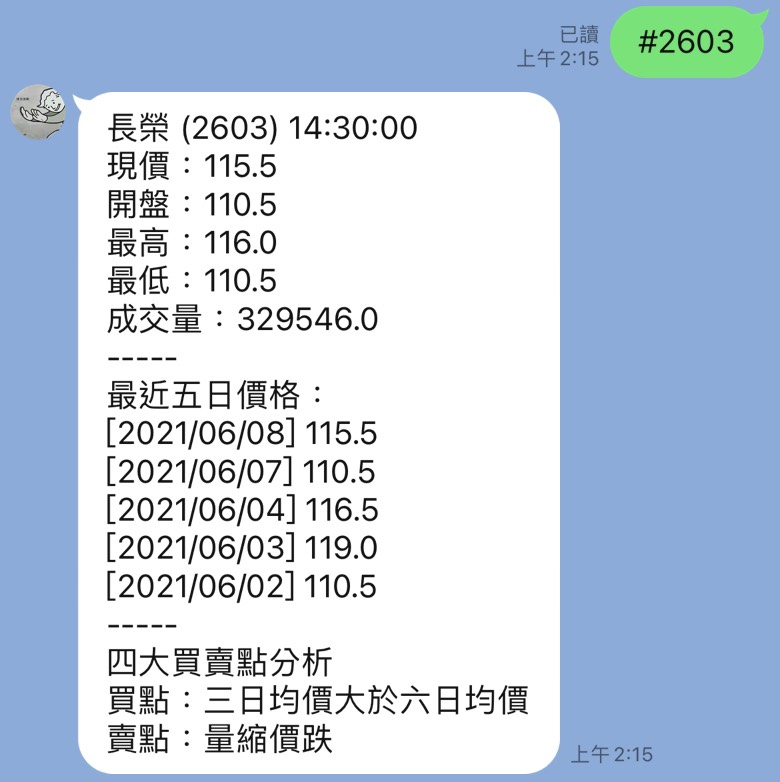 #2603
已讀
上午 2:15
長榮 (2603) 14:30:00
現價：115.5
開盤：110.5
最高：116.0
最低：110.5
成交量：329546.0
-----
最近五日價格：
[2021/06/08] 115.5
[2021/06/07] 110.5
[2021/06/04] 116.5
[2021/06/03] 119.0
[2021/06/02] 110.5
-----
四大買賣點分析
買點：三日均價大於六日均價
賣點：量縮價跌
上午 2:15